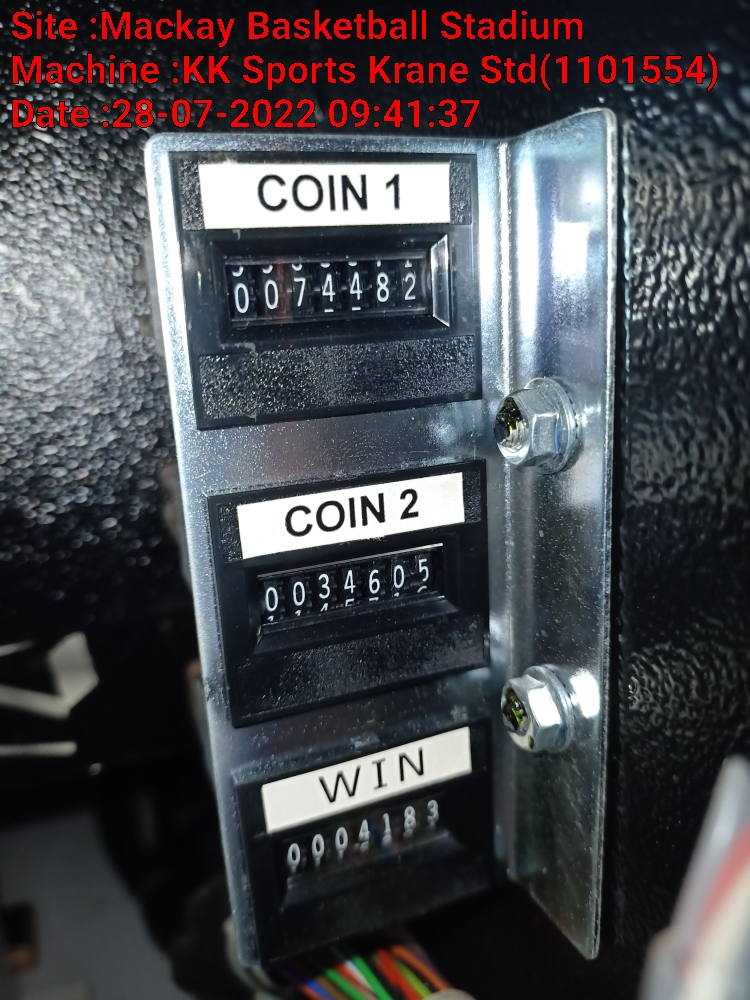 Site :Mackay Basketball Stadium
Machine :KK Sports Krane Std(1101554)
Date :28-07-2022 09:41:37
COIN 1
0074482
COIN 2
0034605
WIN
0004183